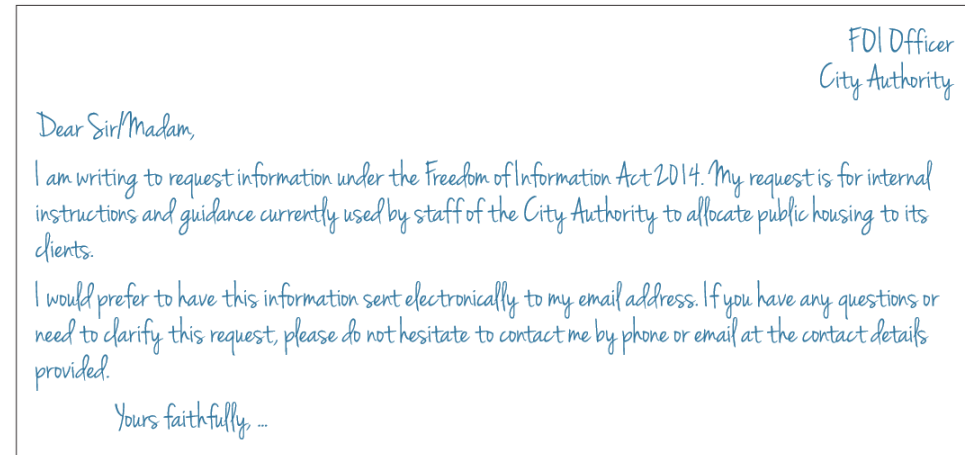 FOI Officer
City Authority
Dear Sir/Madam,
I am writing to request information under the Freedom of Information Act 2014. My request is for internal
instructions and guidance currently used by staff of the City Authority to allocate public housing to its
clients.
I would prefer to have this information sent electronically to my email address. If you have any questions or
need to clarify this request, please do not hesitate to contact me by phone or email at the contact details
provided.
Yours faithfully, ...